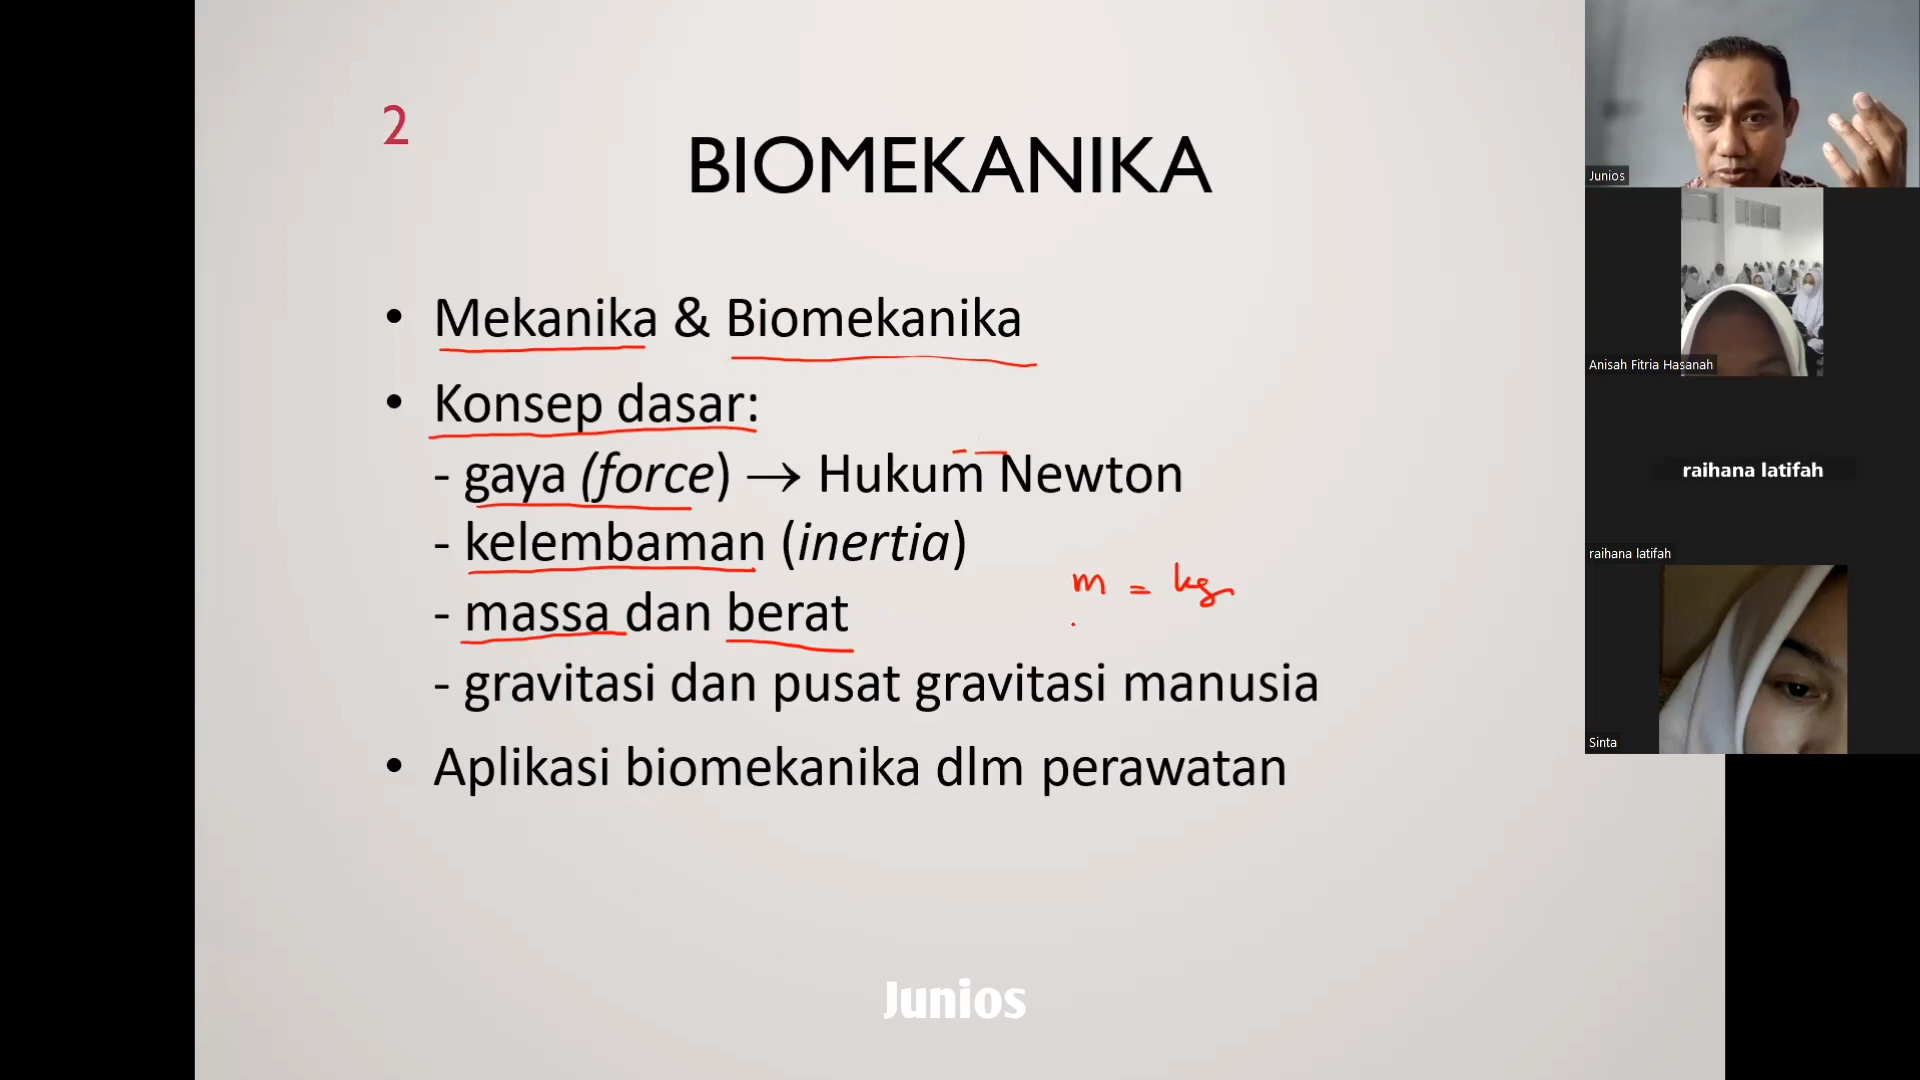 2
BIOMEKANIKA
• Mekanika & Biomekanika
• Konsep dasar:
- gaya (force) → Hukum Newton
- kelembaman (inertia)
m = kg
- massa dan berat
- gravitasi dan pusat gravitasi manusia
• Aplikasi biomekanika dlm perawatan
Junios
Junios
Anisah Fitria Hasanah
raihana latifah
raihana latifah
Sinta